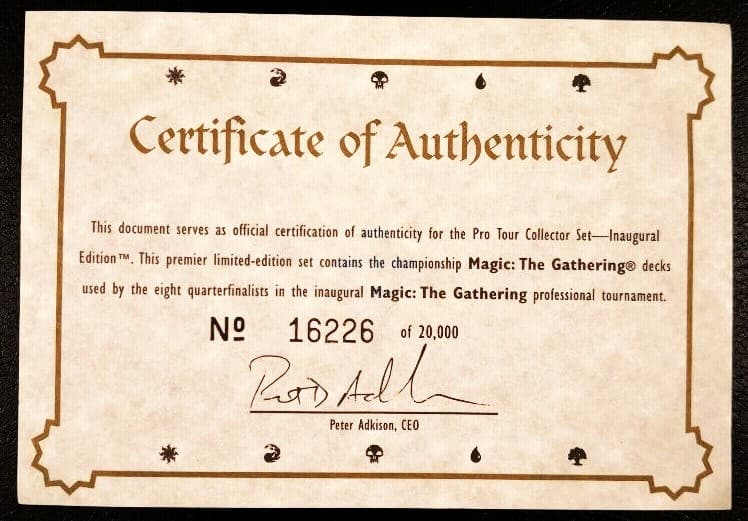 Certificate of Authenticity
This document serves as official certification of authenticity for the Pro Tour Collector Set—Inaugural
Edition™. This premier limited-edition set contains the championship Magic: The Gathering® decks
used by the eight quarterfinalists in the inaugural Magic: The Gathering professional tournament.
Nº 16226 of 20,000
Peter Adkison, CEO